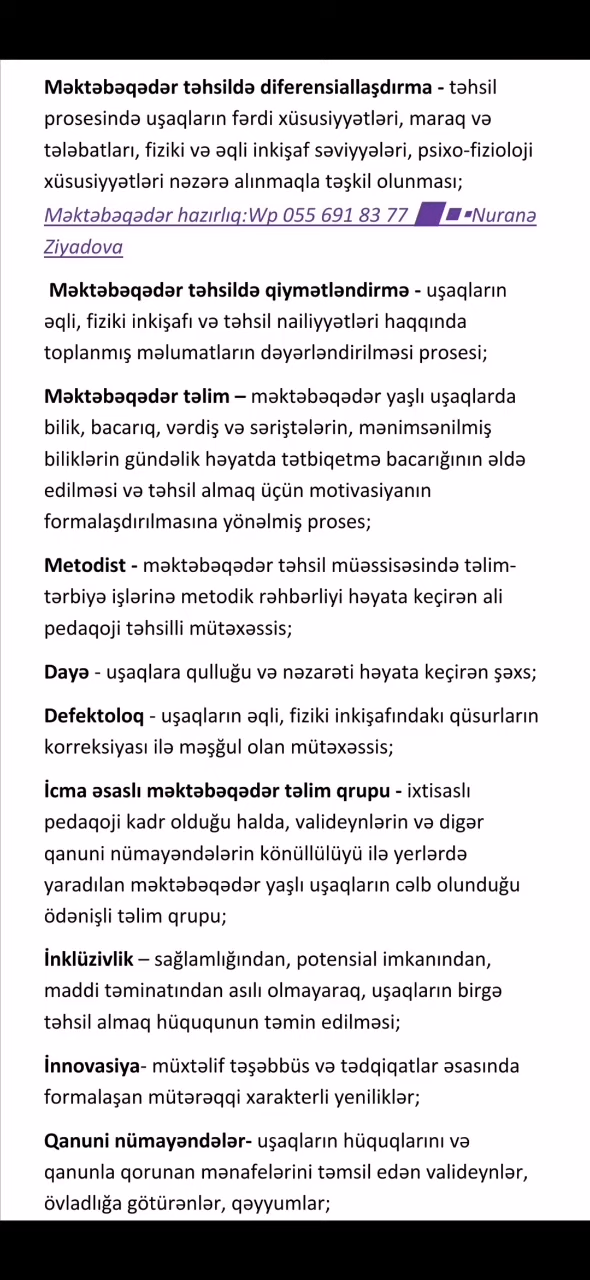 Məktəbəqədər təhsildə diferensiallaşdırma - təhsil
prosesində uşaqların fərdi xüsusiyyətləri, maraq və
tələbatları, fiziki və əqli inkişaf səviyyələri, psixo-fizioloji
xüsusiyyətləri nəzərə alınmaqla təşkil olunması;
Məktəbəqədər hazırlıq:Wp 055 691 83 77 Nuranə
Ziyadova
Məktəbəqədər təhsildə qiymətləndirmə - uşaqların
əqli, fiziki inkişafı və təhsil nailiyyətləri haqqında
toplanmış məlumatların dəyərləndirilməsi prosesi;
Məktəbəqədər təlim – məktəbəqədər yaşlı uşaqlarda
bilik, bacarıq, vərdiş və səriştələrin, mənimsənilmiş
biliklərin gündəlik həyatda tətbiqetmə bacarığının əldə
edilməsi və təhsil almaq üçün motivasiyanın
formalaşdırılmasına yönəlmiş proses;
Metodist - məktəbəqədər təhsil müəssisəsində təlim-
tərbiyə işlərinə metodik rəhbərliyi həyata keçirən ali
pedaqoji təhsilli mütəxəssis;
Dayə - uşaqlara qulluğu və nəzarəti həyata keçirən şəxs;
Defektoloq - uşaqların əqli, fiziki inkişafındakı qüsurların
korreksiyası ilə məşğul olan mütəxəssis;
İcma əsaslı məktəbəqədər təlim qrupu - ixtisaslı
pedaqoji kadr olduğu halda, valideynlərin və digər
qanuni nümayəndələrin könüllülüyü ilə yerlərdə
yaradılan məktəbəqədər yaşlı uşaqların cəlb olunduğu
ödənişli təlim qrupu;
İnklüzivlik – sağlamlığından, potensial imkanından,
maddi təminatından asılı olmayaraq, uşaqların birgə
təhsil almaq hüququnun təmin edilməsi;
İnnovasiya- müxtəlif təşəbbüs və tədqiqatlar əsasında
formalaşan mütərəqqi xarakterli yeniliklər;
Qanuni nümayəndələr- uşaqların hüquqlarını və
qanunla qorunan mənafelərini təmsil edən valideynlər,
övladlığa götürənlər, qəyyumlar;